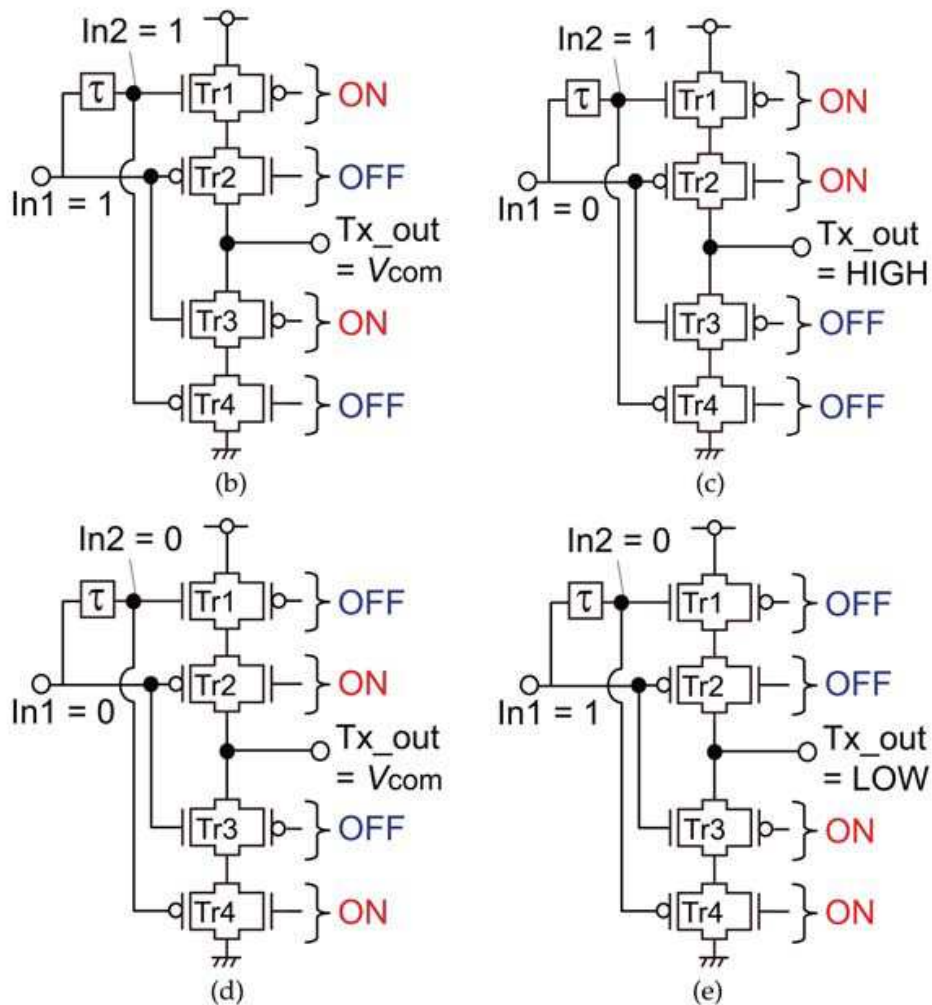 In2 = 1
τ
Tr1
ON
Tr2
OFF
In1 = 1
Tx_out
= Vcom
Tr3
ON
Tr4
OFF
(b)
In2 = 1
τ
Tr1
ON
Tr2
ON
In1 = 0
Tx_out
= HIGH
Tr3
OFF
Tr4
OFF
(c)
In2 = 0
τ
Tr1
OFF
Tr2
ON
In1 = 0
Tx_out
= Vcom
Tr3
OFF
Tr4
ON
(d)
In2 = 0
τ
Tr1
OFF
Tr2
OFF
In1 = 1
Tx_out
= LOW
Tr3
ON
Tr4
ON
(e)